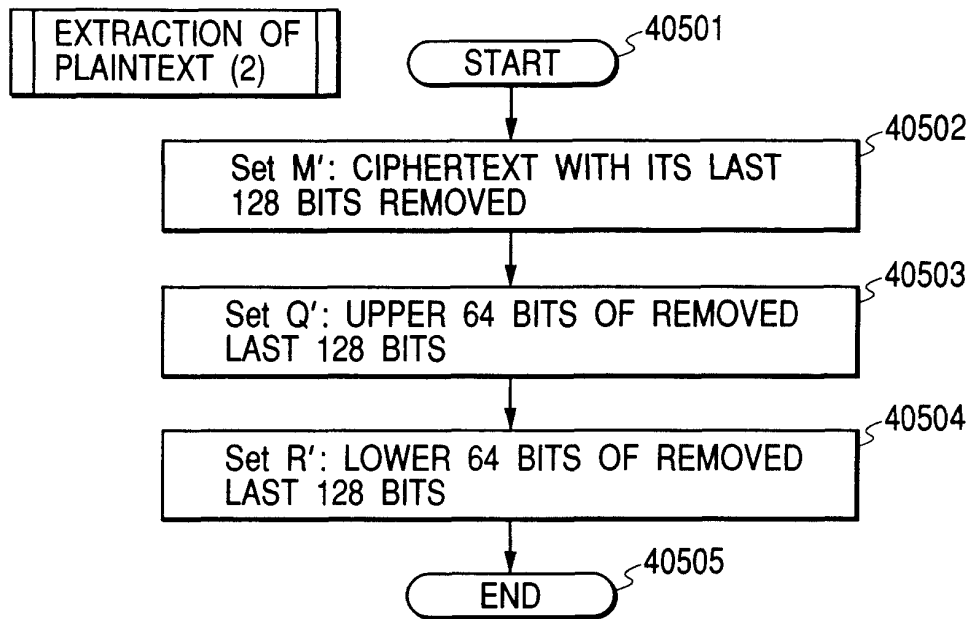 EXTRACTION OF
PLAINTEXT (2)
START
40501
Set M′: CIPHERTEXT WITH ITS LAST
128 BITS REMOVED
40502
Set Q′: UPPER 64 BITS OF REMOVED
LAST 128 BITS
40503
Set R′: LOWER 64 BITS OF REMOVED
LAST 128 BITS
40504
END
40505